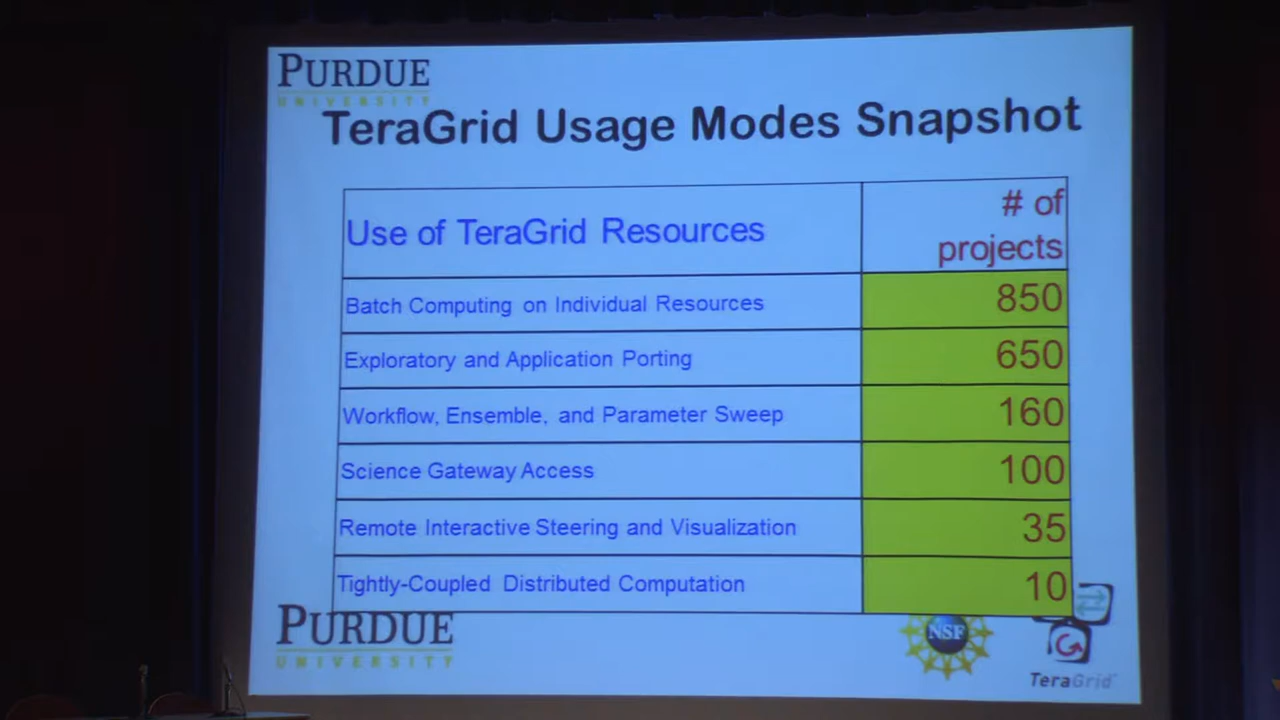 PURDUE
UNIVERSITY
TeraGrid Usage Modes Snapshot
Use of TeraGrid Resources
# of
projects
Batch Computing on Individual Resources
850
Exploratory and Application Porting
650
Workflow, Ensemble, and Parameter Sweep
160
Science Gateway Access
100
Remote Interactive Steering and Visualization
35
Tightly-Coupled Distributed Computation
10
PURDUE
UNIVERSITY
NSF
TeraGrid